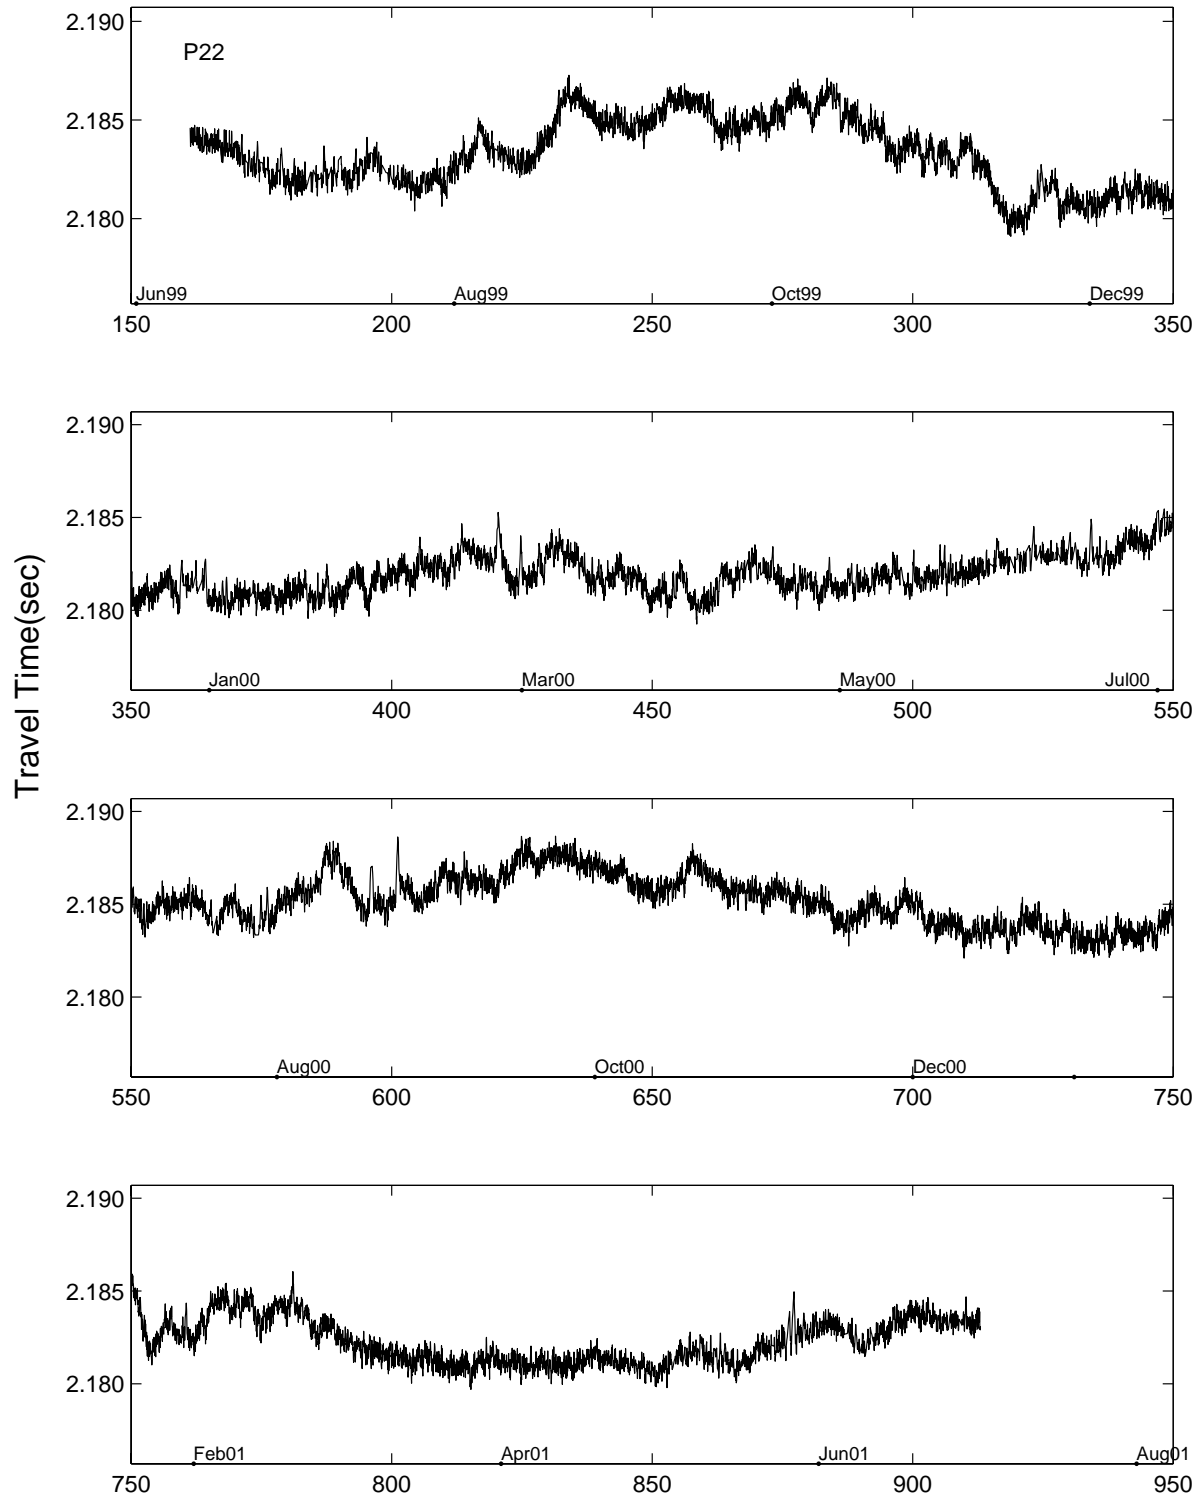 2.190
P22
2.185
2.180
Jun99 Aug99 Oct99 Dec99
150 200 250 300 350
2.190
2.185
2.180
Jan00 Mar00 May00 Jul00
350 400 450 500 550
Travel Time(sec)
2.190
2.185
2.180
Aug00 Oct00 Dec00
550 600 650 700 750
2.190
2.185
2.180
Feb01 Apr01 Jun01 Aug01
750 800 850 900 950